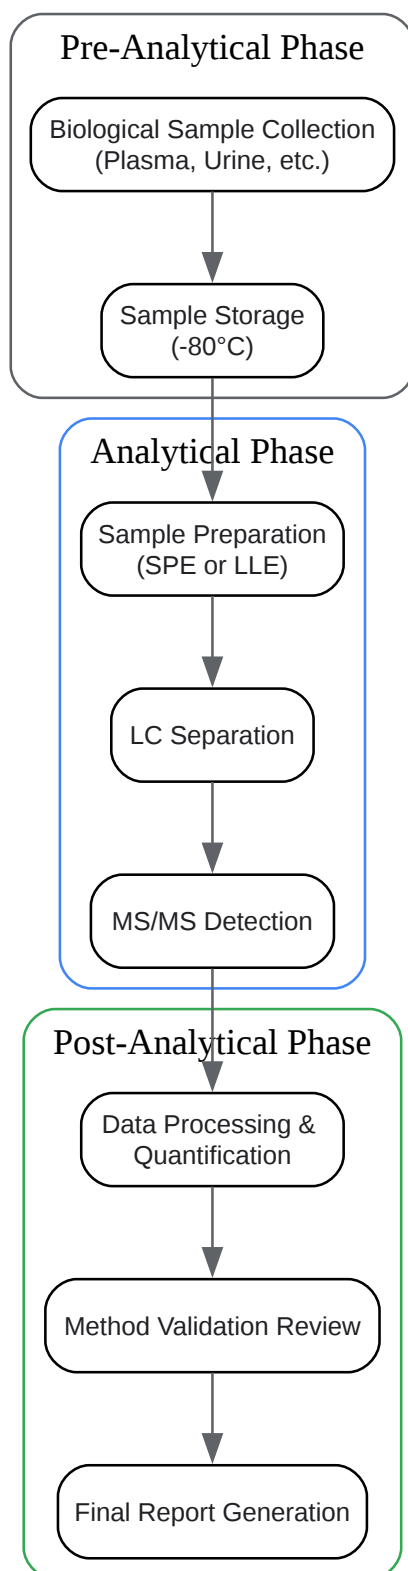 Pre-Analytical Phase
Biological Sample Collection
(Plasma, Urine, etc.)
Sample Storage
(-80°C)
Analytical Phase
Sample Preparation
(SPE or LLE)
LC Separation
MS/MS Detection
Post-Analytical Phase
Data Processing &
Quantification
Method Validation Review
Final Report Generation